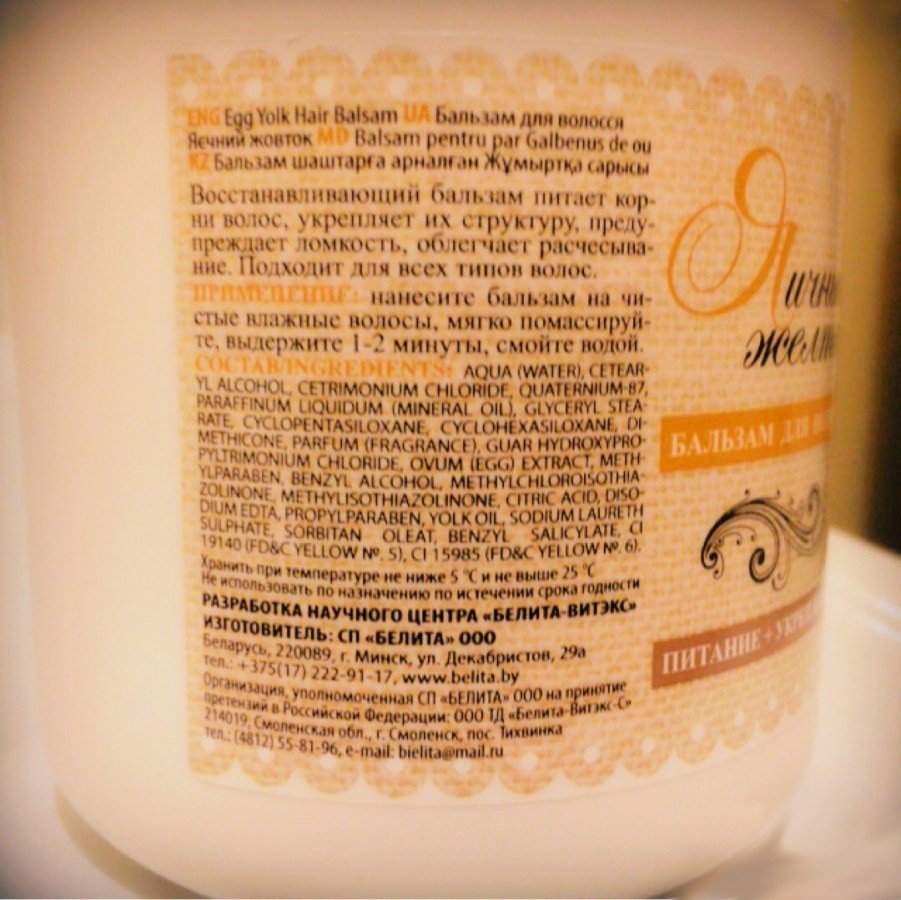 ENG Egg Yolk Hair Balsam UA Бальзам для волосся
Яєчний жовток MD Balsam pentru par Galbenus de ou
KZ Бальзам шаштарға арналған Жұмыртқа сарысы
Восстанавливающий бальзам питает кор-
ни волос, укрепляет их структуру, преду-
преждает ломкость, облегчает расчесыва-
ние. Подходит для всех типов волос.
ПРИМЕНЕНИЕ: нанесите бальзам на чи-
стые влажные волосы, мягко помассируй-
те, выдержите 1-2 минуты, смойте водой.
СОСТАВ/INGREDIENTS: AQUA (WATER), CETEAR-
YL ALCOHOL, CETRIMONIUM CHLORIDE, QUATERNIUM-87,
PARAFFINUM LIQUIDUM (MINERAL OIL), GLYCERYL STEA-
RATE, CYCLOPENTASILOXANE, CYCLOHEXASILOXANE, DI-
METHICONE, PARFUM (FRAGRANCE), GUAR HYDROXYPRO-
PYLTRIMONIUM CHLORIDE, OVUM (EGG) EXTRACT, METH-
YLPARABEN, BENZYL ALCOHOL, METHYLCHLOROISOTHIA-
ZOLINONE, METHYLISOTHIAZOLINONE, CITRIC ACID, DISO-
DIUM EDTA, PROPYLPARABEN, YOLK OIL, SODIUM LAURETH
SULPHATE, SORBITAN OLEAT, BENZYL SALICYLATE, CI
19140 (FD&C YELLOW №. 5), CI 15985 (FD&C YELLOW №. 6).
Хранить при температуре не ниже 5 °С и не выше 25 °С
Не использовать по назначению по истечении срока годности
РАЗРАБОТКА НАУЧНОГО ЦЕНТРА «БЕЛИТА-ВИТЭКС»
ИЗГОТОВИТЕЛЬ: СП «БЕЛИТА» ООО
Беларусь, 220089, г. Минск, ул. Декабристов, 29а
тел.: +375(17) 222-91-17, www.belita.by
Организация, уполномоченная СП «БЕЛИТА» ООО на принятие
претензий в Российской Федерации: ООО ТД «Белита-Витэкс-С»
214019, Смоленская обл., г. Смоленск, пос. Тихвинка
тел.: (4812) 55-81-96, e-mail: bielita@mail.ru
Яичны
желт
БАЛЬЗАМ ДЛЯ
ПИТАНИЕ +